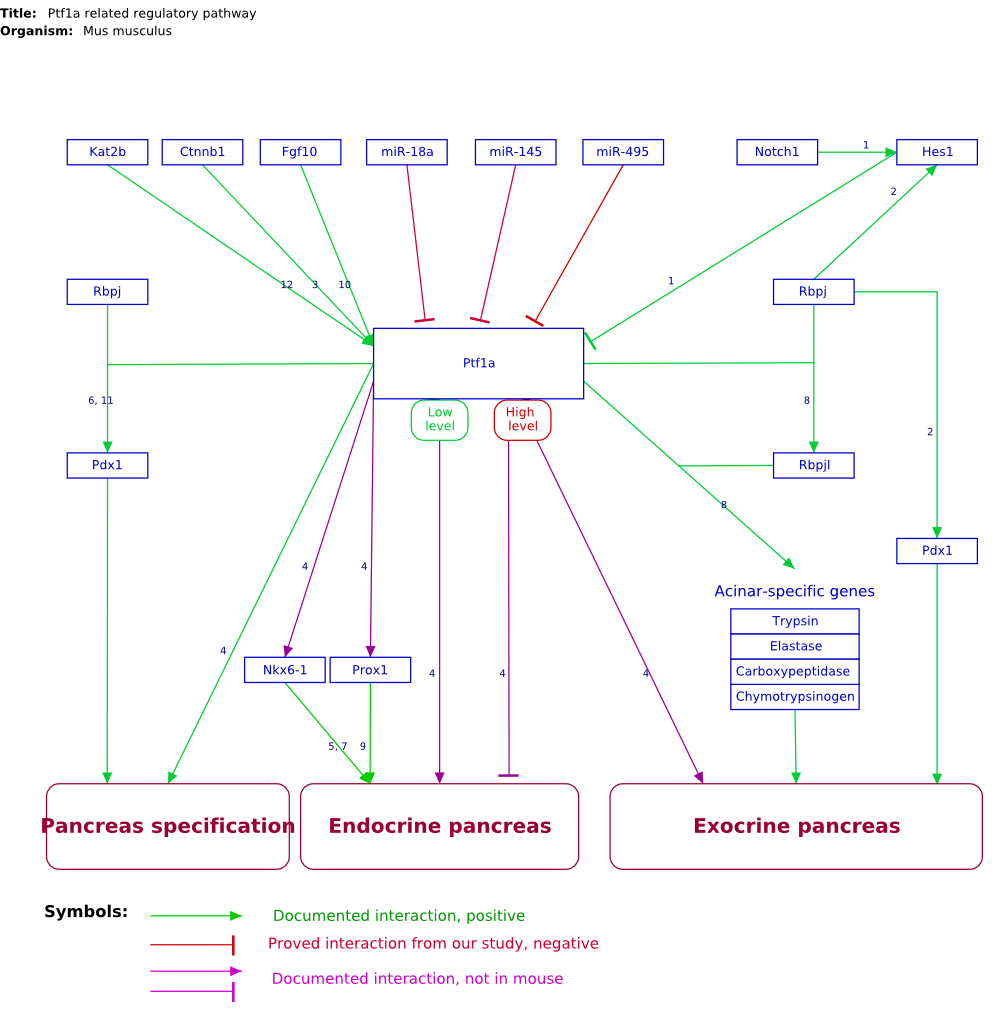 Title: Ptf1a related regulatory pathway
Organism: Mus musculus
Kat2b
Ctnnb1
Fgf10
miR-18a
miR-145
miR-495
Notch1
1
Hes1
2
12
3
10
1
Rbpj
Rbpj
Ptf1a
6, 11
8
Low
level
High
level
2
Pdx1
Rbpjl
8
Pdx1
4
4
Acinar-specific genes
Trypsin
Elastase
Carboxypeptidase
Chymotrypsinogen
4
Nkx6-1
Prox1
4
4
4
5, 7
9
Pancreas specification
Endocrine pancreas
Exocrine pancreas
Symbols:
Documented interaction, positive
Proved interaction from our study, negative
Documented interaction, not in mouse